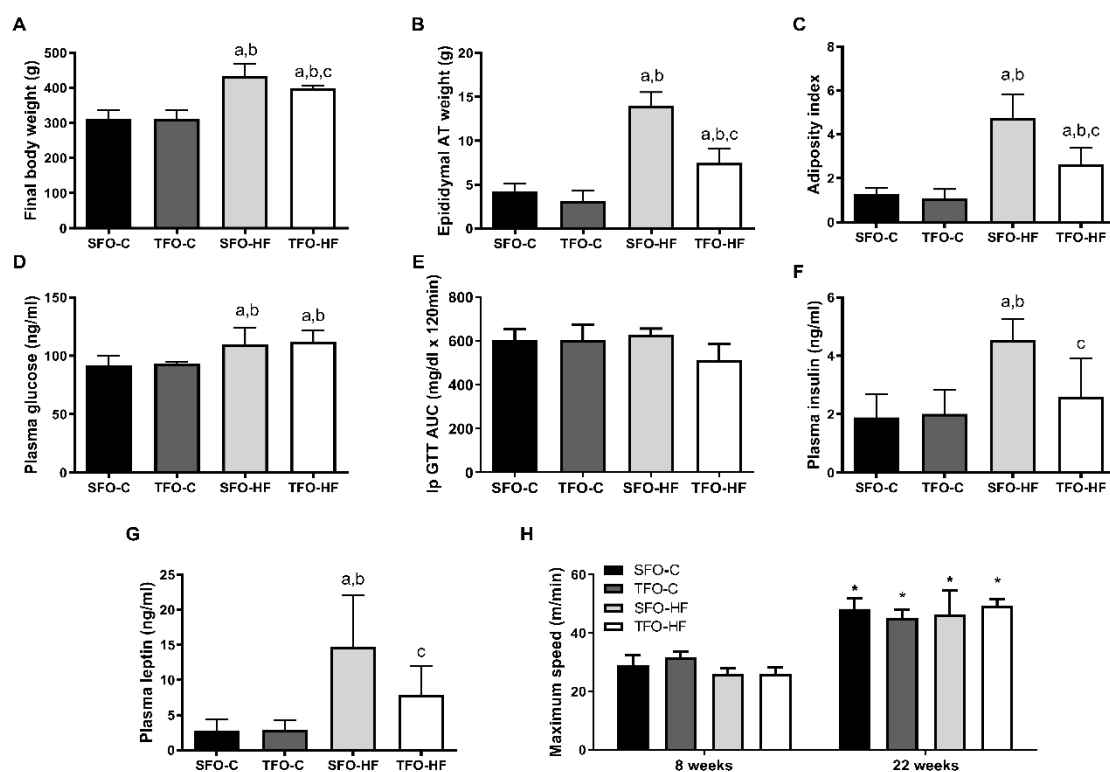 A
Final body weight (g)
500
400
300
200
100
0
a,b
a,b,c
SFO-C TFO-C SFO-HF TFO-HF
B
Epididymal AT weight (g)
20
15
10
5
0
a,b
a,b,c
SFO-C TFO-C SFO-HF TFO-HF
C
Adiposity index
8
6
4
2
0
a,b
a,b,c
SFO-C TFO-C SFO-HF TFO-HF
D
Plasma glucose (ng/ml)
150
100
50
0
a,b
a,b
SFO-C TFO-C SFO-HF TFO-HF
E
Ip GTT AUC (mg/dl x 120min)
800
600
400
200
0
SFO-C TFO-C SFO-HF TFO-HF
F
Plasma insulin (ng/ml)
6
4
2
0
a,b
c
SFO-C TFO-C SFO-HF TFO-HF
G
Plasma leptin (ng/ml)
25
20
15
10
5
0
a,b
c
SFO-C TFO-C SFO-HF TFO-HF
H
Maximum speed (m/min)
60
40
20
0
SFO-C
TFO-C
SFO-HF
TFO-HF
* * * *
8 weeks 22 weeks